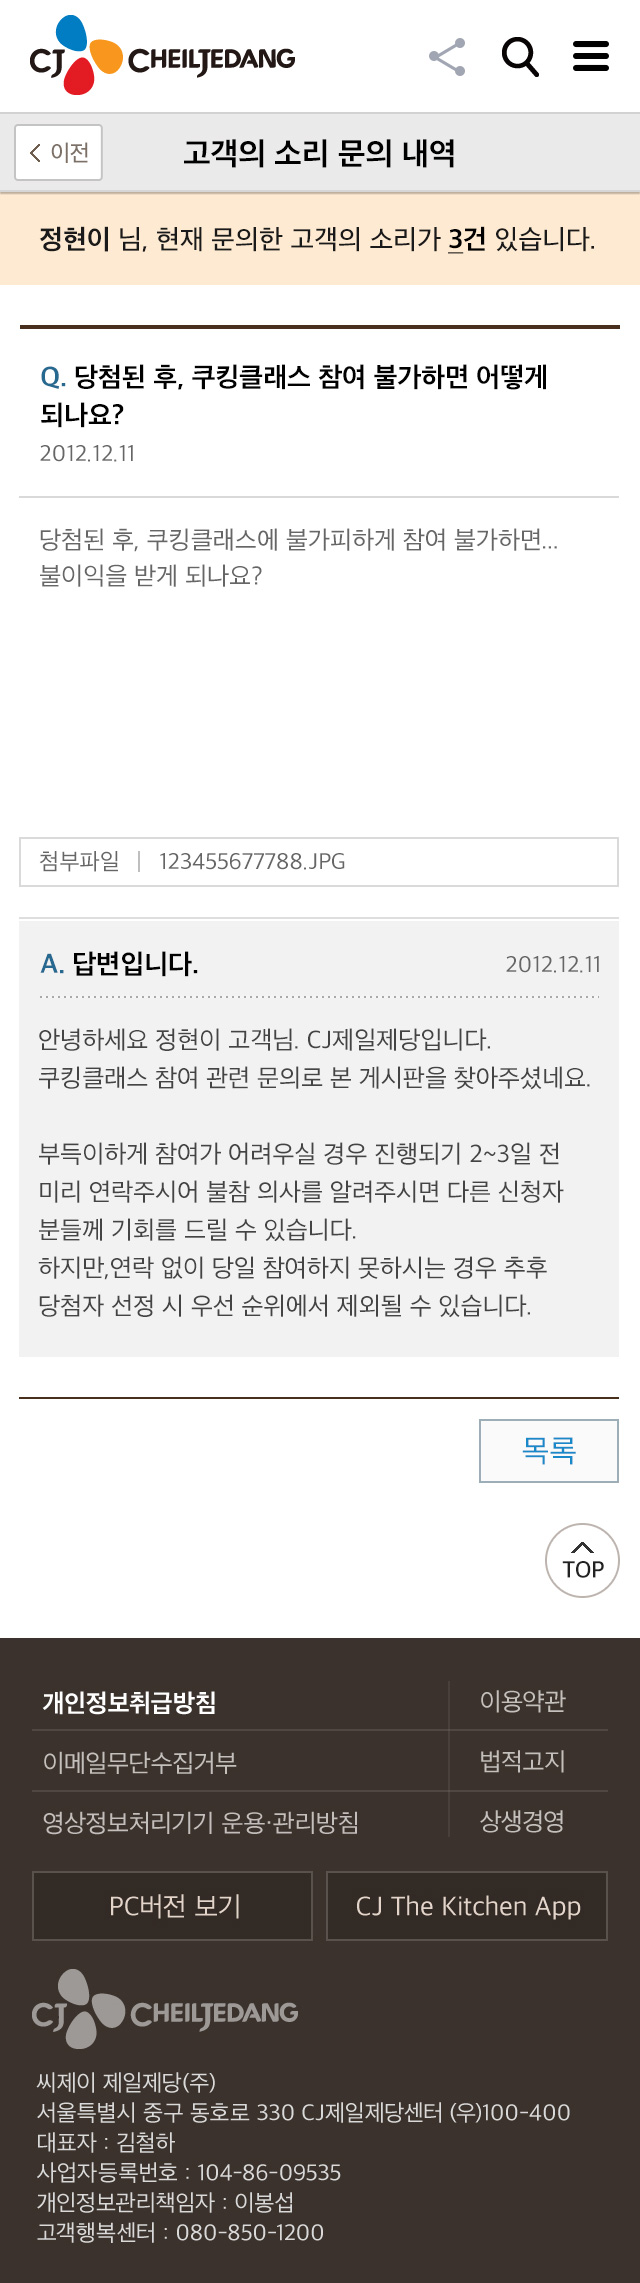 CJ CHEILJEDANG
이전
고객의 소리 문의 내역
정현이 님, 현재 문의한 고객의 소리가 3건 있습니다.
Q. 당첨된 후, 쿠킹클래스 참여 불가하면 어떻게
되나요?
2012.12.11
당첨된 후, 쿠킹클래스에 불가피하게 참여 불가하면...
불이익을 받게 되나요?
첨부파일 | 123455677788.JPG
A. 답변입니다. 2012.12.11
안녕하세요 정현이 고객님. CJ제일제당입니다.
쿠킹클래스 참여 관련 문의로 본 게시판을 찾아주셨네요.
부득이하게 참여가 어려우실 경우 진행되기 2~3일 전
미리 연락주시어 불참 의사를 알려주시면 다른 신청자
분들께 기회를 드릴 수 있습니다.
하지만,연락 없이 당일 참여하지 못하시는 경우 추후
당첨자 선정 시 우선 순위에서 제외될 수 있습니다.
목록
TOP
개인정보취급방침 이용약관
이메일무단수집거부 법적고지
영상정보처리기기 운용·관리방침 상생경영
PC버전 보기 CJ The Kitchen App
CJ CHEILJEDANG
씨제이 제일제당(주)
서울특별시 중구 동호로 330 CJ제일제당센터 (우)100-400
대표자 : 김철하
사업자등록번호 : 104-86-09535
개인정보관리책임자 : 이봉섭
고객행복센터 : 080-850-1200